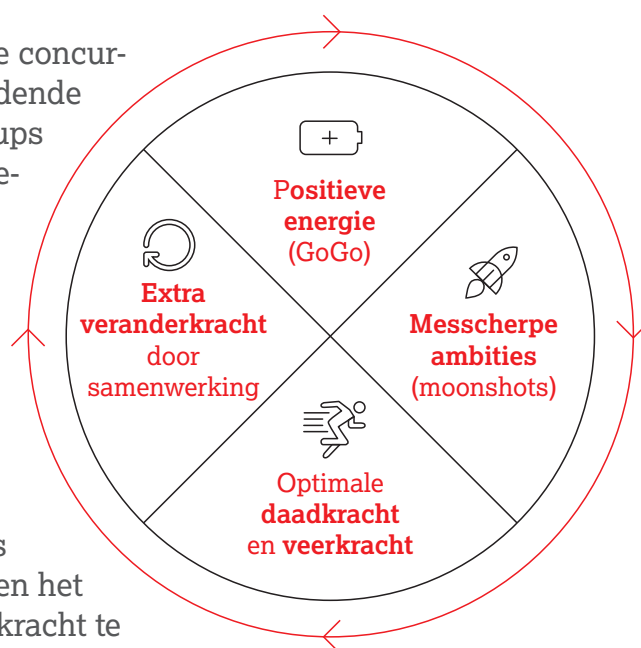 e concur-
dende
ups
e-
+
Positieve
energie
(GoGo)
Extra
veranderkracht
door
samenwerking
Messcherpe
ambities
(moonshots)
Optimale
daadkracht
en veerkracht
s
en het
kracht te